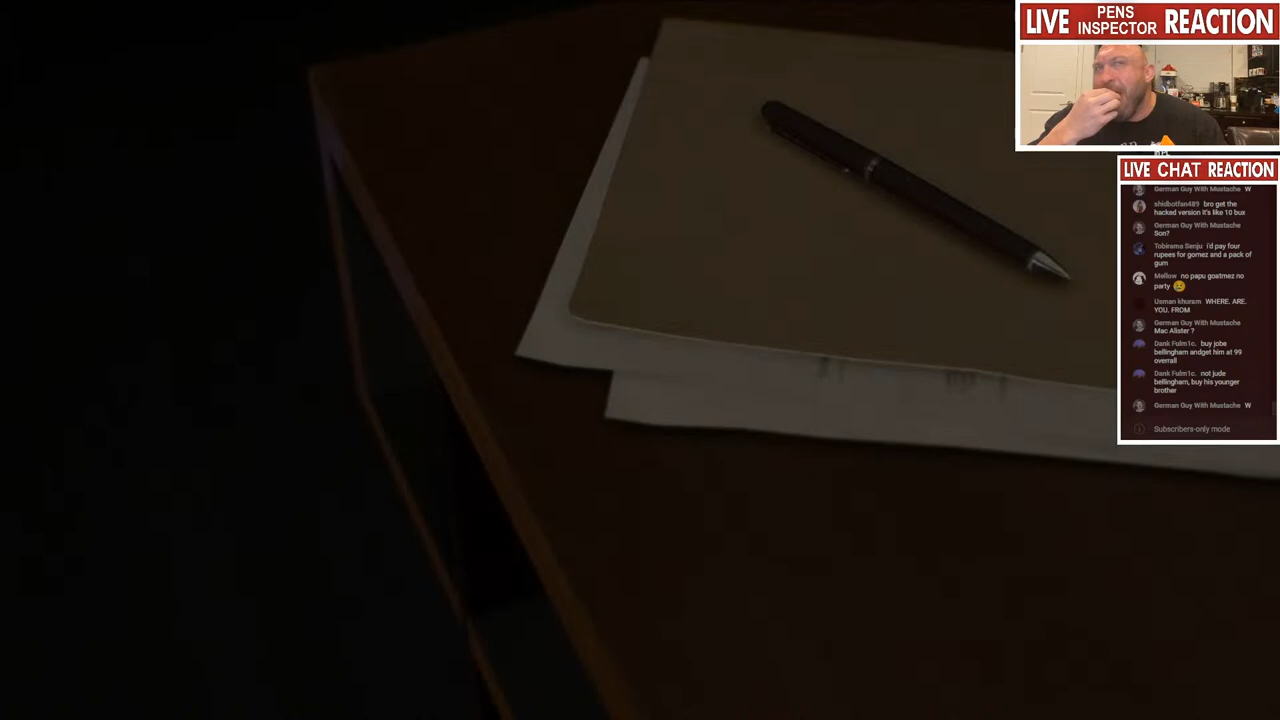 LIVE PENS INSPECTOR REACTION
LIVE CHAT REACTION
German Guy With Mustache W
shidbotfan489 bro get the
hacked version it's like 10 bux
German Guy With Mustache
Son?
Tobirama Senju i'd pay four
rupees for gomez and a pack of
gum
Mellow no papu goatmez no
party 😢
Usman khuram WHERE. ARE.
YOU. FROM
German Guy With Mustache
Mac Alister ?
Dank Fulm1c. buy jobe
bellingham andget him at 99
overrall
Dank Fulm1c. not jude
bellingham, buy his younger
brother
German Guy With Mustache W
Subscribers-only mode